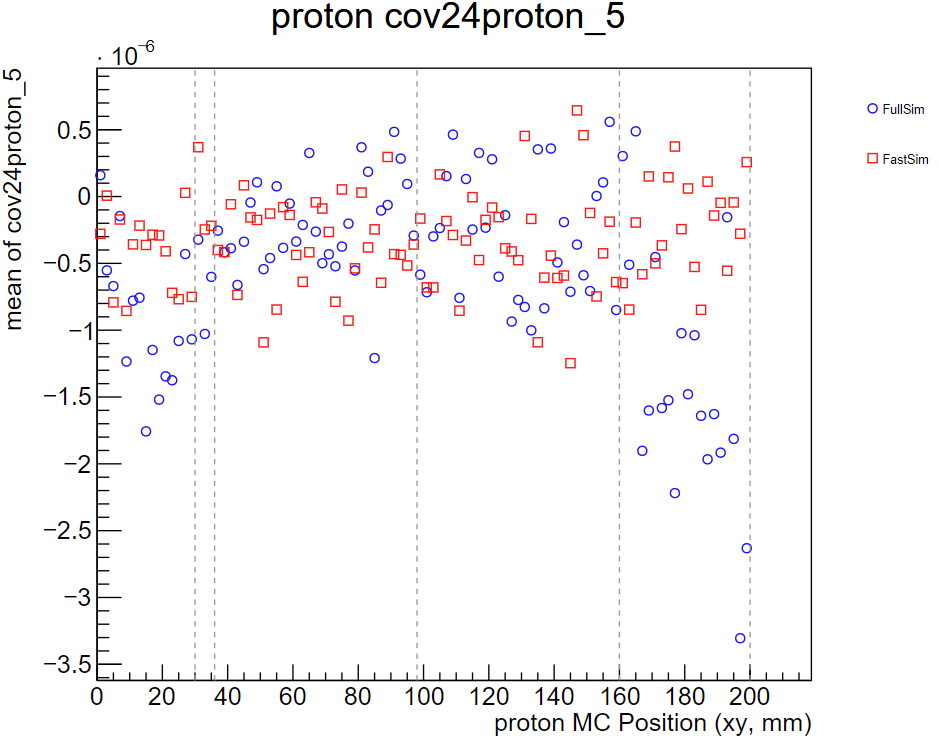 proton cov24proton_5
· 10−6
mean of cov24proton_5
0.5
0
−0.5
−1
−1.5
−2
−2.5
−3
−3.5
0 20 40 60 80 100 120 140 160 180 200
proton MC Position (xy, mm)
FullSim
FastSim